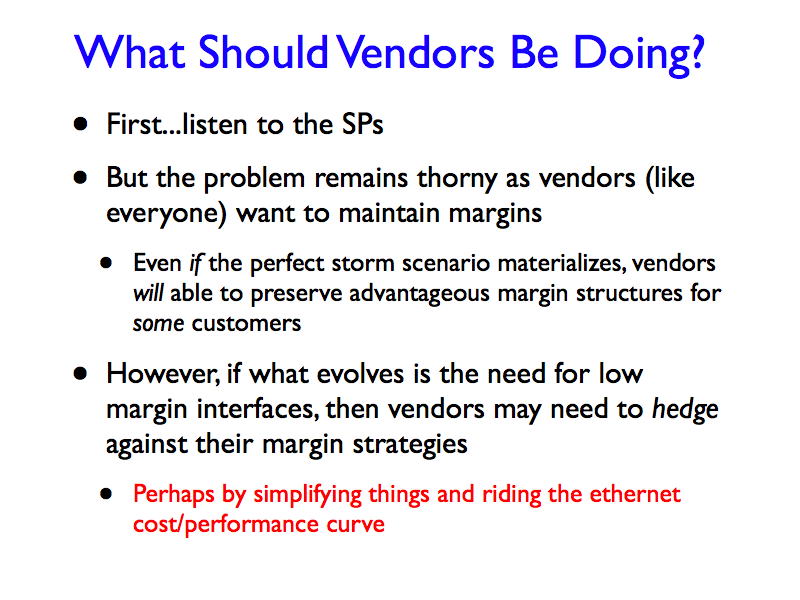 What Should Vendors Be Doing?
• First...listen to the SPs
• But the problem remains thorny as vendors (like
everyone) want to maintain margins
• Even if the perfect storm scenario materializes, vendors
will able to preserve advantageous margin structures for
some customers
• However, if what evolves is the need for low
margin interfaces, then vendors may need to hedge
against their margin strategies
• Perhaps by simplifying things and riding the ethernet
cost/performance curve